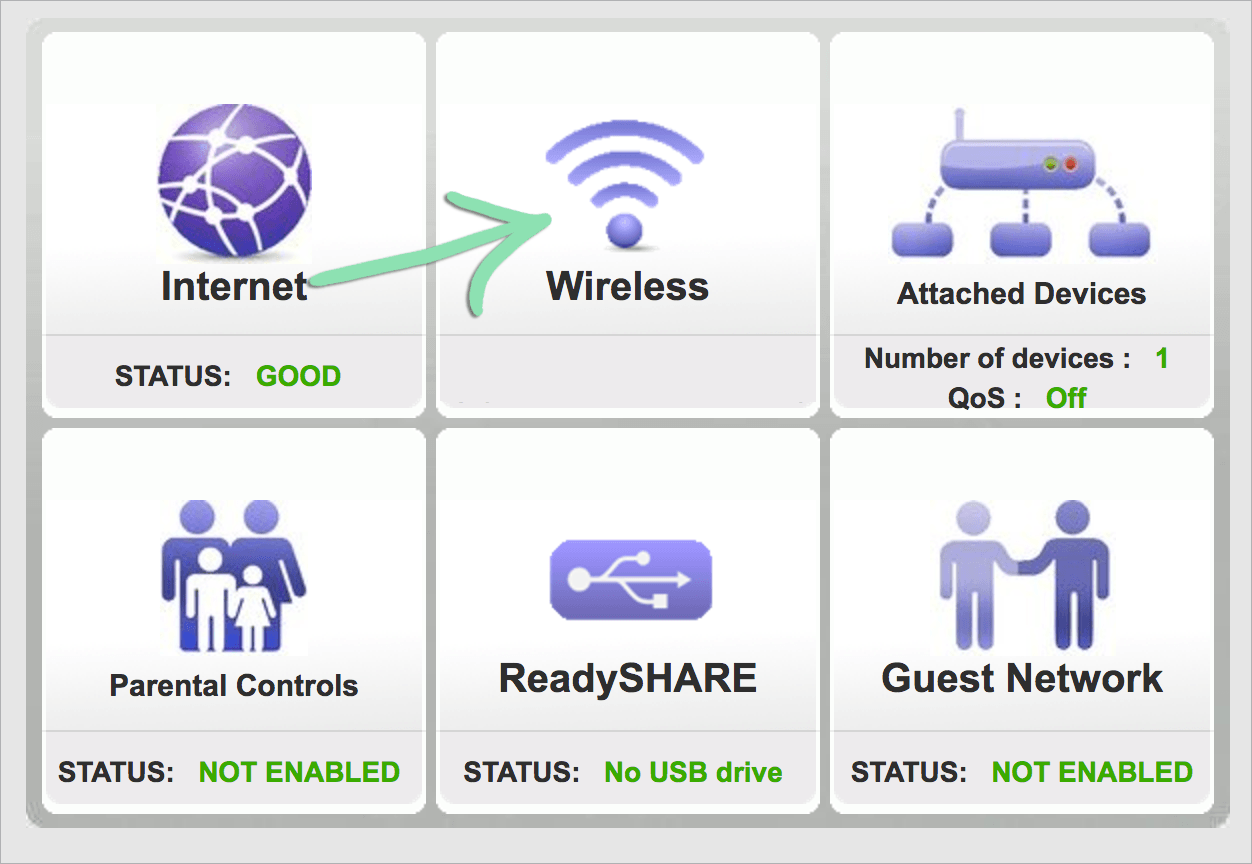 Internet
STATUS: GOOD
Wireless
Attached Devices
Number of devices : 1
QoS : Off
Parental Controls
STATUS: NOT ENABLED
ReadySHARE
STATUS: No USB drive
Guest Network
STATUS: NOT ENABLED